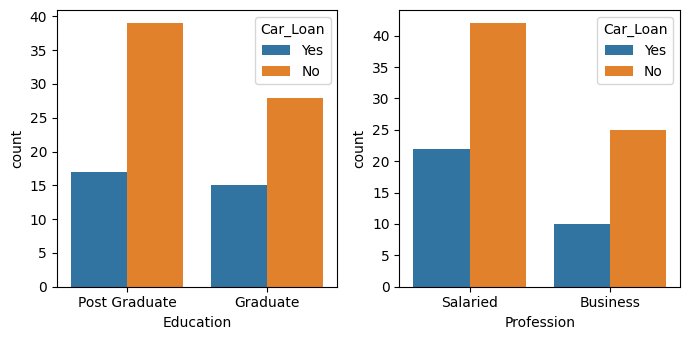 40
35
30
25
20
15
10
5
0
count
Post Graduate
Graduate
Education
Car_Loan
Yes
No
40
35
30
25
20
15
10
5
0
count
Salaried
Business
Profession
Car_Loan
Yes
No